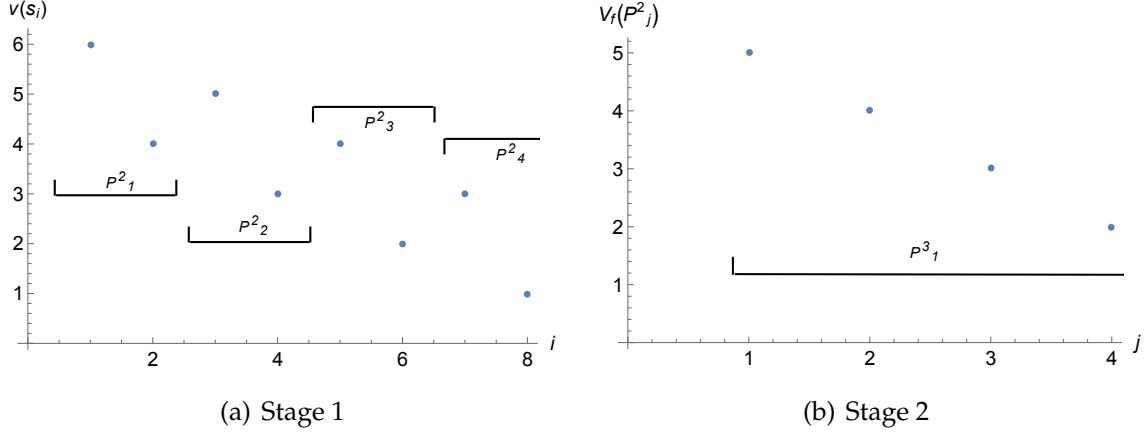 v(s_i)
6
5
4
3
2
1
P^2_1
P^2_2
P^2_3
P^2_4
2 4 6 8 i
(a) Stage 1
V_f(P^2_j)
5
4
3
2
1
P^3_1
1 2 3 4 j
(b) Stage 2